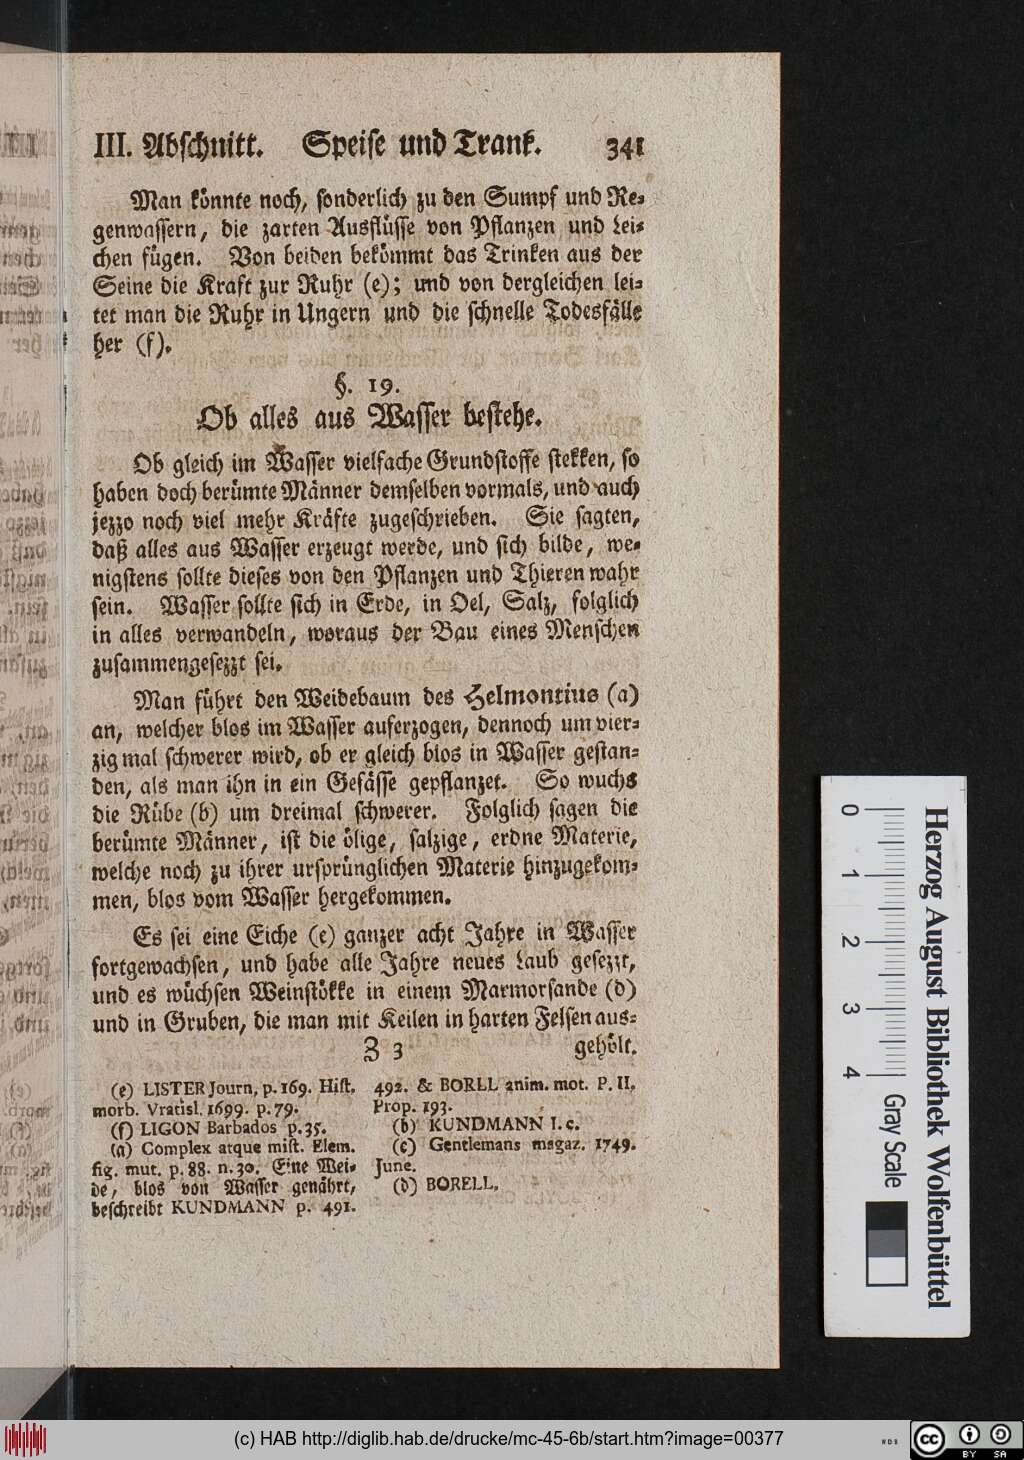 III. Abschnitt. Speise und Trank. 341
Man könnte noch, sonderlich zu den Sumpf und Re-
genwassern, die zarten Ausflüsse von Pflanzen und Lei-
chen fügen. Von beiden bekömmt das Trinken aus der
Seine die Kraft zur Ruhr (e); und von dergleichen lei-
tet man die Ruhr in Ungern und die schnelle Todesfälle
her (f).
§. 19.
Ob alles aus Wasser bestehe.
Ob gleich im Wasser vielfache Grundstoffe stekken, so
haben doch berümte Männer demselben vormals, und auch
jezzo noch viel mehr Kräfte zugeschrieben. Sie sagten,
daß alles aus Wasser erzeugt werde, und sich bilde, we-
nigstens sollte dieses von den Pflanzen und Thieren wahr
sein. Wasser sollte sich in Erde, in Oel, Salz, folglich
in alles verwandeln, woraus der Bau eines Menschen
zusammengesezzt sei.
Man führt den Weidebaum des Helmontius (a)
an, welcher blos im Wasser auferzogen, dennoch um vier-
zig mal schwerer wird, ob er gleich blos in Wasser gestan-
den, als man ihn in ein Gefässe gepflanzet. So wuchs
die Rübe (b) um dreimal schwerer. Folglich sagen die
berümte Männer, ist die ölige, salzige, erdne Materie,
welche noch zu ihrer ursprünglichen Materie hinzugekom-
men, blos vom Wasser hergekommen.
Es sei eine Eiche (c) ganzer acht Jahre in Wasser
fortgewachsen, und habe alle Jahre neues Laub gesezzt,
und es wüchsen Weinstökke in einem Marmorsande (d)
und in Gruben, die man mit Keilen in harten Felsen aus-
Z 3 gehölt.
(e) LISTER Journ. p. 169. Hist.
morb. Vratisl. 1699. p. 79.
(f) LIGON Barbados p. 35.
(a) Complex atque mist. Elem.
fig. mut. p. 88. n. 30. Eine Wei-
de, blos von Wasser genährt,
beschreibt KUNDMANN p. 491.
492. & BORLL anim. mot. P. II.
Prop. 193.
(b) KUNDMANN l. c.
(c) Gentlemans magaz. 1749.
June.
(d) BORELL.
Herzog August Bibliothek Wolfenbüttel
0 1 2 3 4 Gray Scale
(c) HAB http://diglib.hab.de/drucke/mc-45-6b/start.htm?image=00377
WDB
cc BY SA